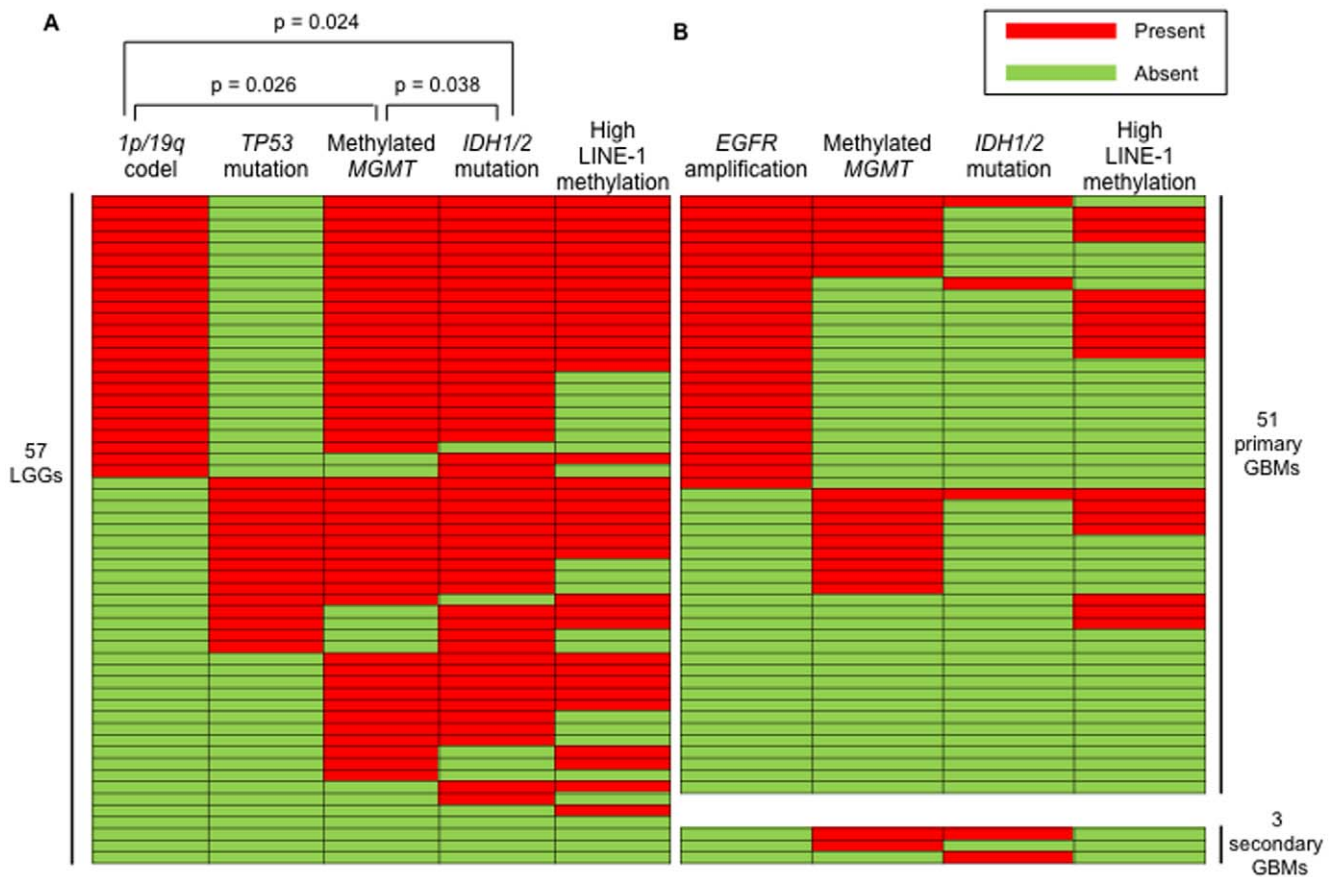 A
p = 0.024
p = 0.026
p = 0.038
1p/19q
codel
TP53
mutation
Methylated
MGMT
IDH1/2
mutation
High
LINE-1
methylation
57
LGGs
B
Present
Absent
EGFR
amplification
Methylated
MGMT
IDH1/2
mutation
High
LINE-1
methylation
51
primary
GBMs
3
secondary
GBMs